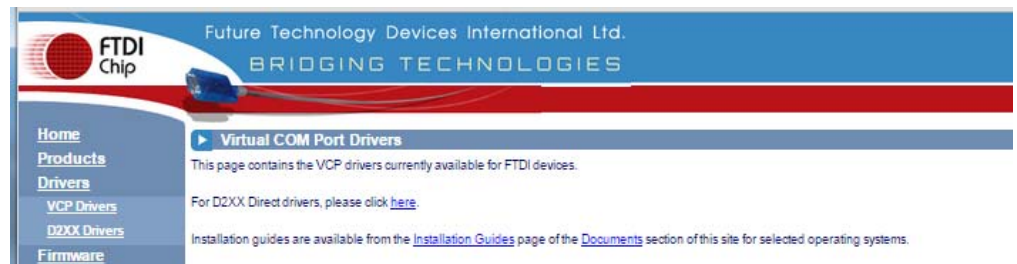 Future Technology Devices International Ltd.
FTDI
Chip
BRIDGING TECHNOLOGIES
Home
Products
Drivers
VCP Drivers
D2XX Drivers
Firmware
Virtual COM Port Drivers
This page contains the VCP drivers currently available for FTDI devices.
For D2XX Direct drivers, please click here.
Installation guides are available from the Installation Guides page of the Documents section of this site for selected operating systems.